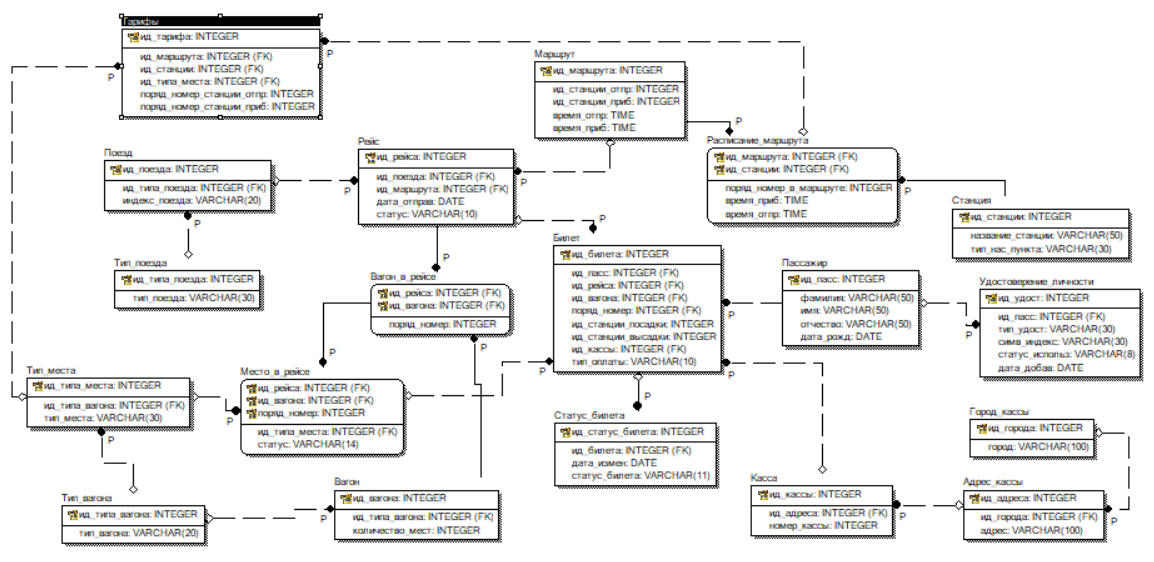 Тарифы
ид_тарифа: INTEGER
ид_маршрута: INTEGER (FK)
ид_станции: INTEGER (FK)
ид_типа_места: INTEGER (FK)
поряд_номер_станции_отпр: INTEGER
поряд_номер_станции_приб: INTEGER
P
P
Маршрут
ид_маршрута: INTEGER
ид_станции_отпр: INTEGER
ид_станции_приб: INTEGER
время_отпр: TIME
время_приб: TIME
P
Расписание_маршрута
ид_маршрута: INTEGER (FK)
ид_станции: INTEGER (FK)
поряд_номер_в_маршруте: INTEGER
время_приб: TIME
время_отпр: TIME
P
Поезд
ид_поезда: INTEGER
ид_типа_поезда: INTEGER (FK)
индекс_поезда: VARCHAR(20)
P
P
Рейс
ид_рейса: INTEGER
ид_поезда: INTEGER (FK)
ид_маршрута: INTEGER (FK)
дата_отправ: DATE
статус: VARCHAR(10)
P
P
P
Станция
ид_станции: INTEGER
название_станции: VARCHAR(50)
тип_нас_пункта: VARCHAR(30)
Тип_поезда
ид_типа_поезда: INTEGER
тип_поезда: VARCHAR(30)
Вагон_в_рейсе
ид_рейса: INTEGER (FK)
ид_вагона: INTEGER (FK)
поряд_номер: INTEGER
P
P
Билет
ид_билета: INTEGER
ид_пасс: INTEGER (FK)
ид_рейса: INTEGER (FK)
ид_вагона: INTEGER (FK)
поряд_номер: INTEGER (FK)
ид_станции_посадки: INTEGER
ид_станции_высадки: INTEGER
ид_кассы: INTEGER (FK)
тип_оплаты: VARCHAR(10)
P
P
P
P
Пассажир
ид_пасс: INTEGER
фамилия: VARCHAR(50)
имя: VARCHAR(50)
отчество: VARCHAR(50)
дата_рожд: DATE
P
Удостоверение_личности
ид_удост: INTEGER
ид_пасс: INTEGER (FK)
тип_удост: VARCHAR(30)
симв_индекс: VARCHAR(30)
статус_использ: VARCHAR(8)
дата_добав: DATE
Тип_места
ид_типа_места: INTEGER
ид_типа_вагона: INTEGER (FK)
тип_места: VARCHAR(30)
P
P
Место_в_рейсе
ид_рейса: INTEGER (FK)
ид_вагона: INTEGER (FK)
поряд_номер: INTEGER
ид_типа_места: INTEGER (FK)
статус: VARCHAR(14)
Статус_билета
ид_статус_билета: INTEGER
ид_билета: INTEGER (FK)
дата_измен: DATE
статус_билета: VARCHAR(11)
Город_кассы
ид_города: INTEGER
город: VARCHAR(100)
Тип_вагона
ид_типа_вагона: INTEGER
тип_вагона: VARCHAR(20)
P
Вагон
ид_вагона: INTEGER
ид_типа_вагона: INTEGER (FK)
количество_мест: INTEGER
Касса
ид_кассы: INTEGER
ид_адреса: INTEGER (FK)
номер_кассы: INTEGER
P
Адрес_кассы
ид_адреса: INTEGER
ид_города: INTEGER (FK)
адрес: VARCHAR(100)
P